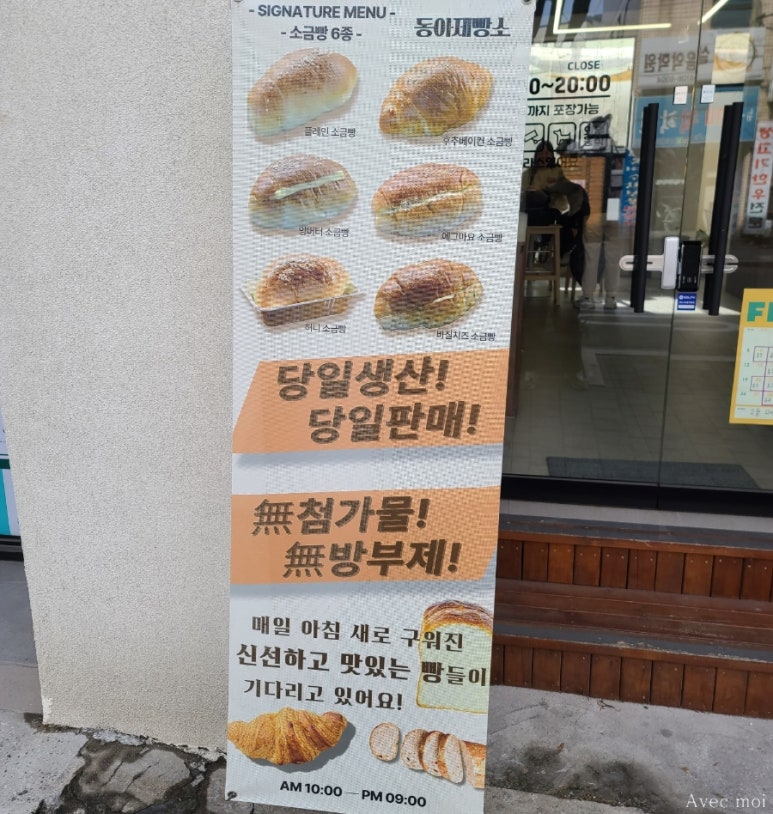 - SIGNATURE MENU -
- 소금빵 6종 -
동아재빵소
플레인 소금빵
우주베이컨 소금빵
앙버터 소금빵
에그마요 소금빵
허니 소금빵
바질치즈 소금빵
당일생산!
당일판매!
無첨가물!
無방부제!
매일 아침 새로 구워진
신선하고 맛있는 빵들이
기다리고 있어요!
AM 10:00 — PM 09:00
CLOSE
0~20:00
까지 포장가능
Avec moi